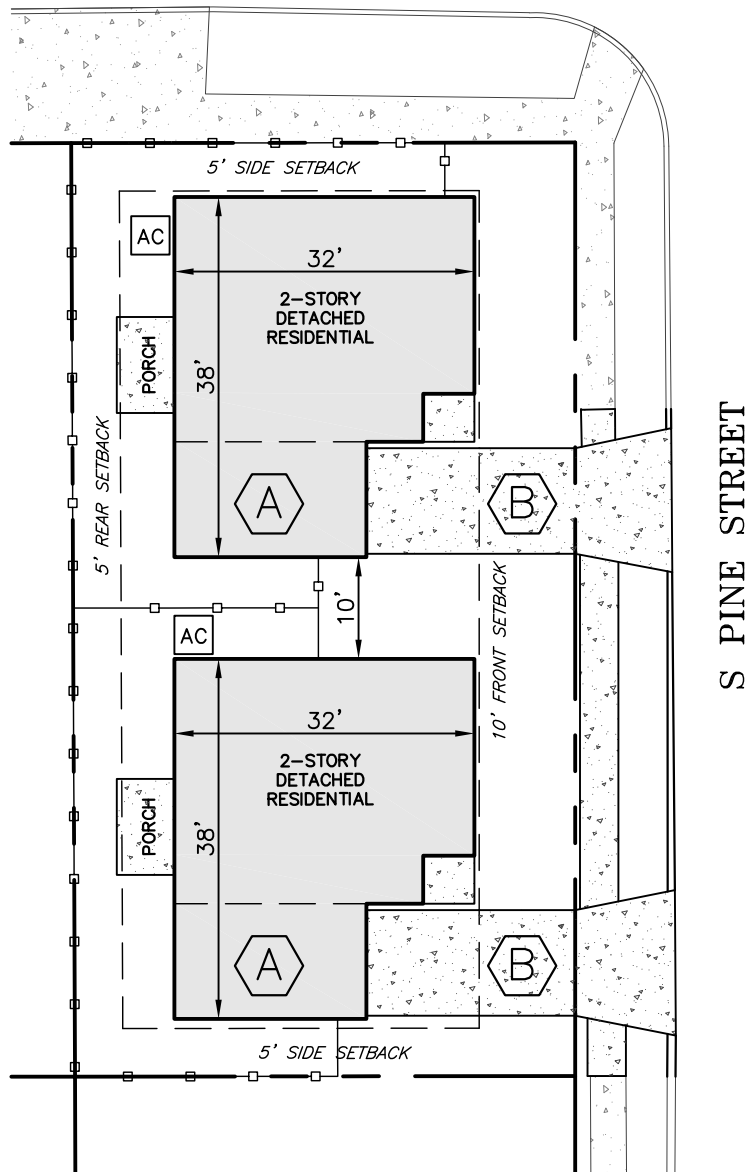 5' SIDE SETBACK
AC
32'
2-STORY
DETACHED
RESIDENTIAL
PORCH
38'
5' REAR SETBACK
A
B
S PINE STREET
10'
10' FRONT SETBACK
AC
32'
2-STORY
DETACHED
RESIDENTIAL
PORCH
38'
A
B
5' SIDE SETBACK